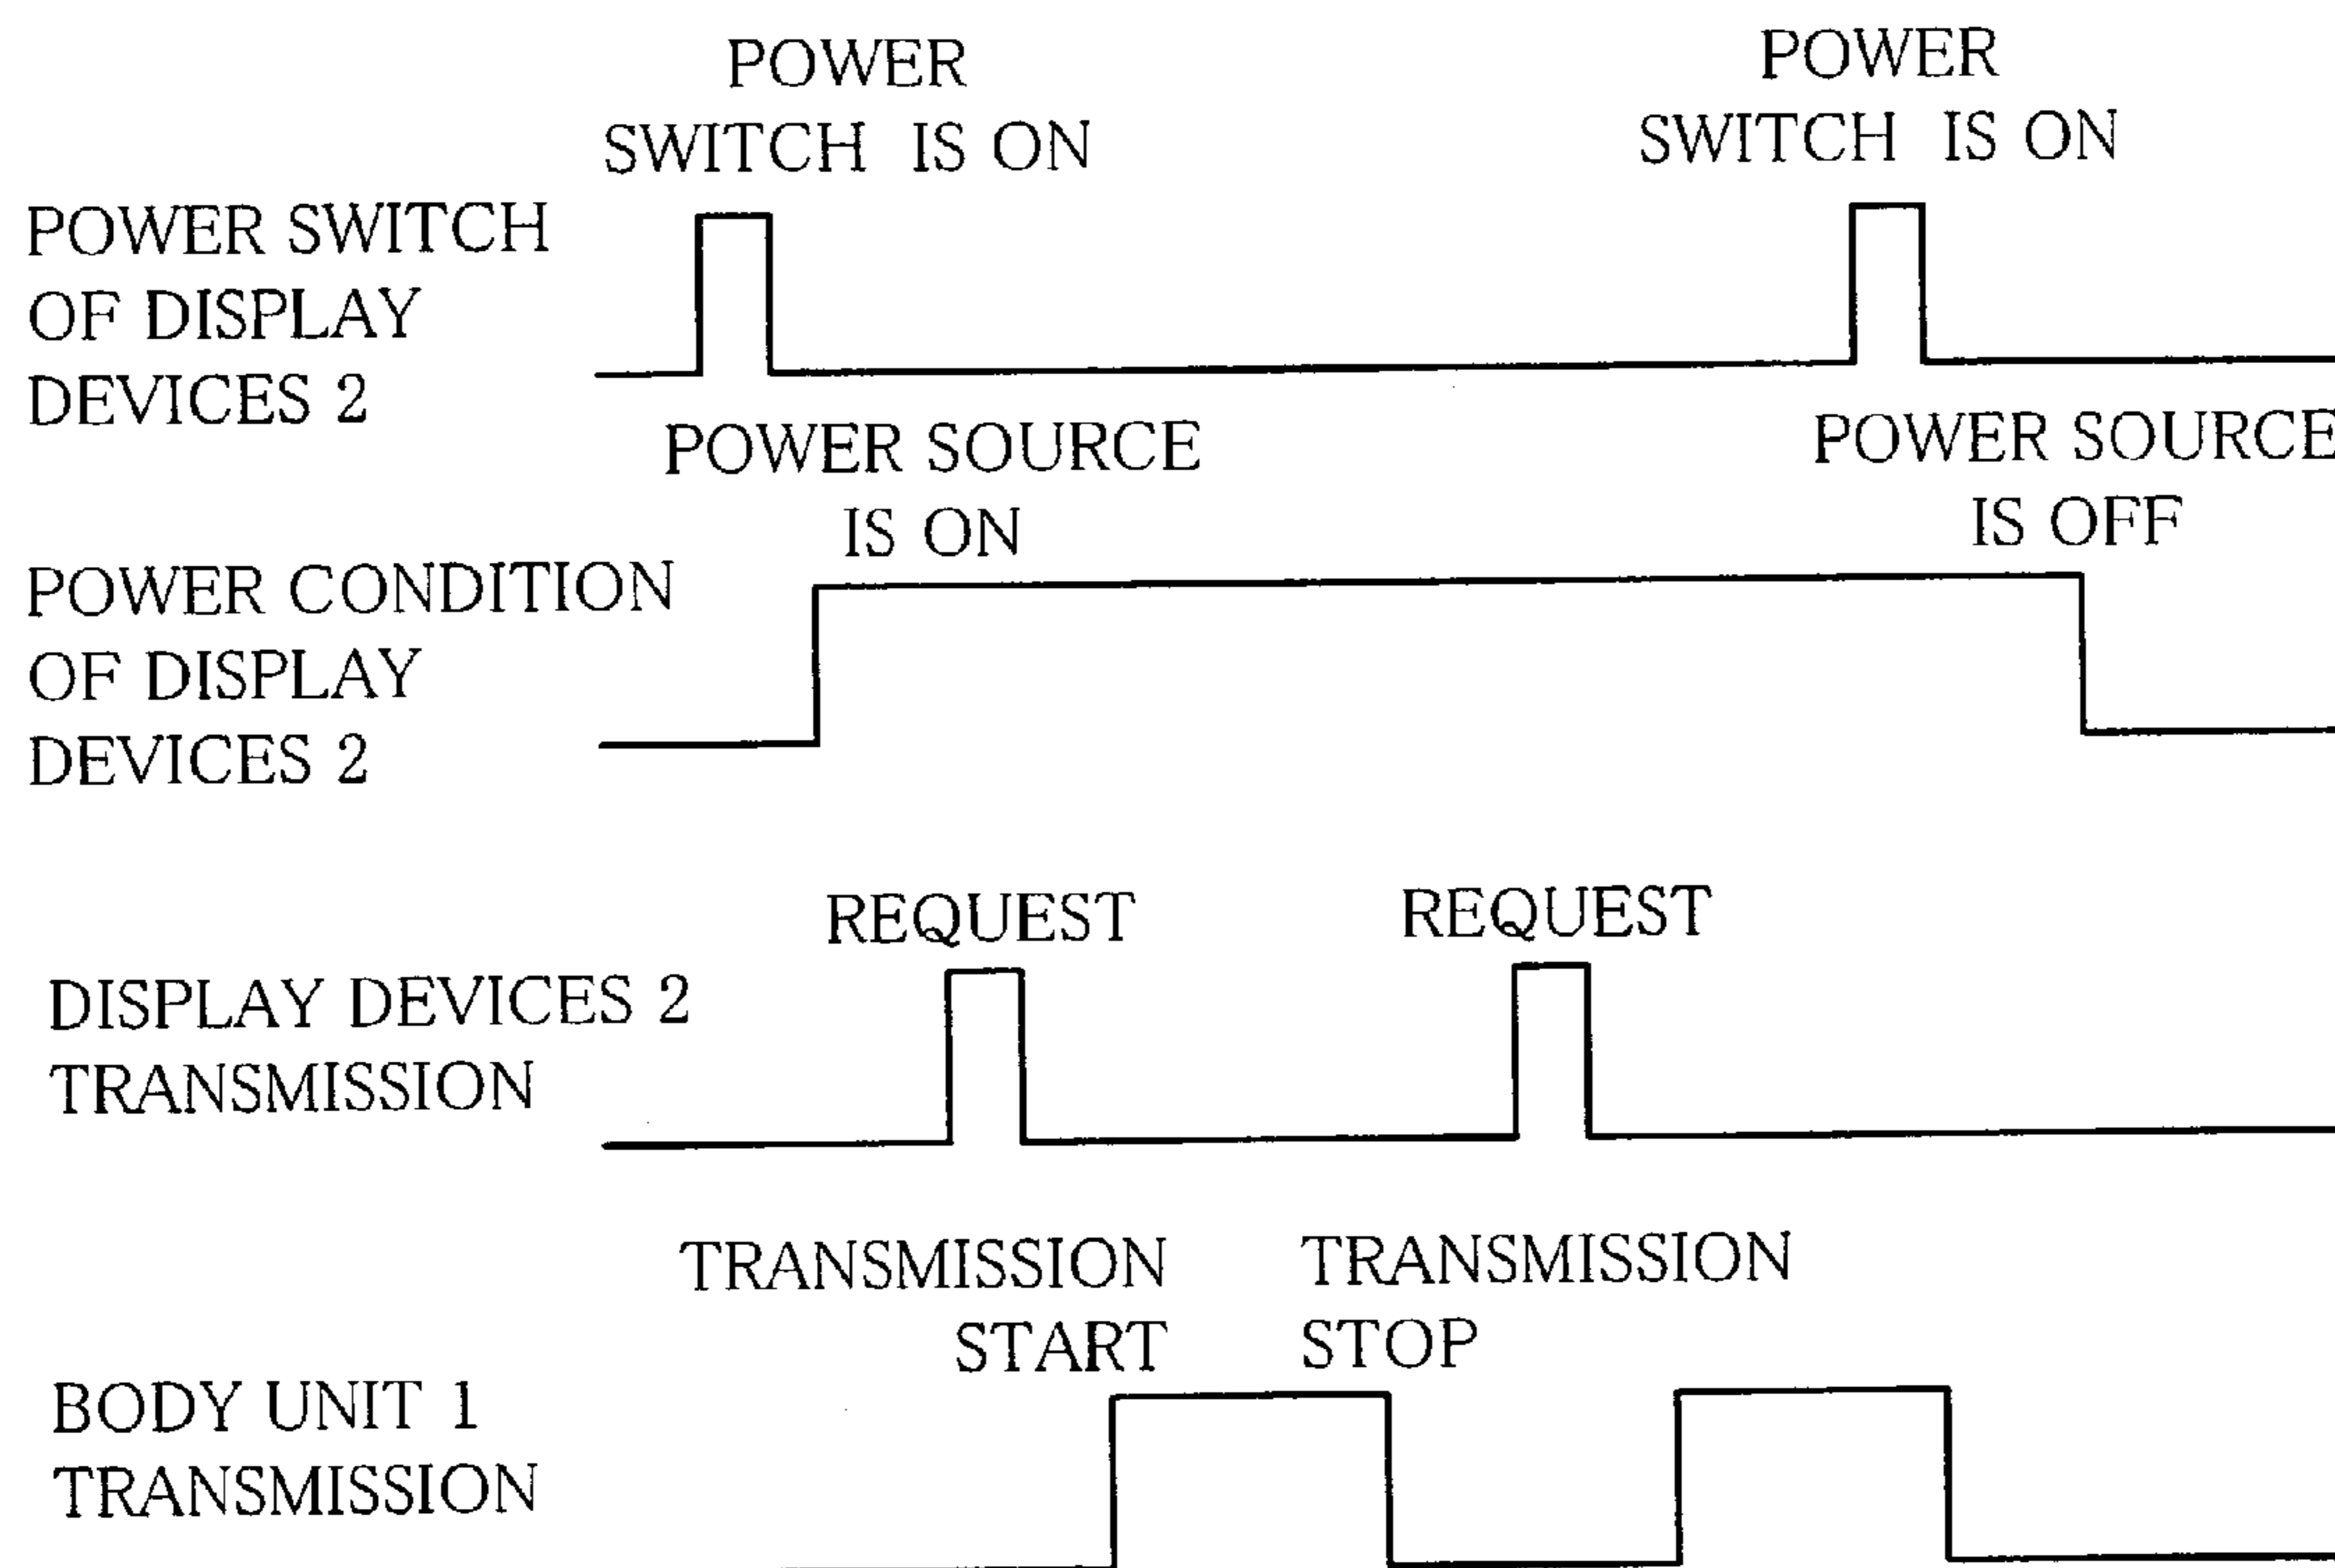 POWER
SWITCH IS ON
POWER
SWITCH IS ON
POWER SWITCH
OF DISPLAY
DEVICES 2
POWER SOURCE
IS ON
POWER SOURCE
IS OFF
POWER CONDITION
OF DISPLAY
DEVICES 2
REQUEST
REQUEST
DISPLAY DEVICES 2
TRANSMISSION
TRANSMISSION
START
TRANSMISSION
STOP
BODY UNIT 1
TRANSMISSION